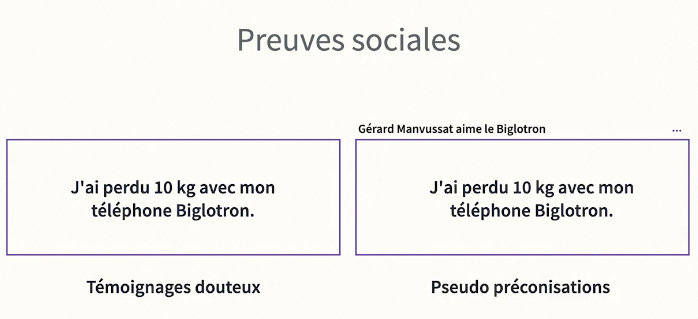 Preuves sociales
Gérard Manvussat aime le Biglotron
...
J'ai perdu 10 kg avec mon
téléphone Biglotron.
J'ai perdu 10 kg avec mon
téléphone Biglotron.
Témoignages douteux
Pseudo préconisations